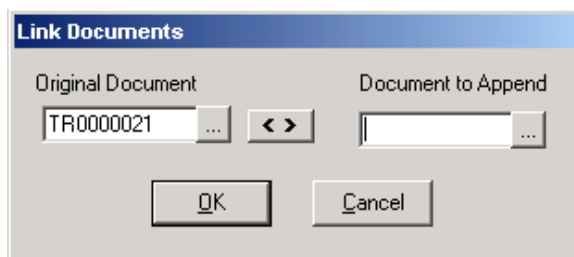 Link Documents
Original Document Document to Append
TR0000021 ... < > ...
OK Cancel